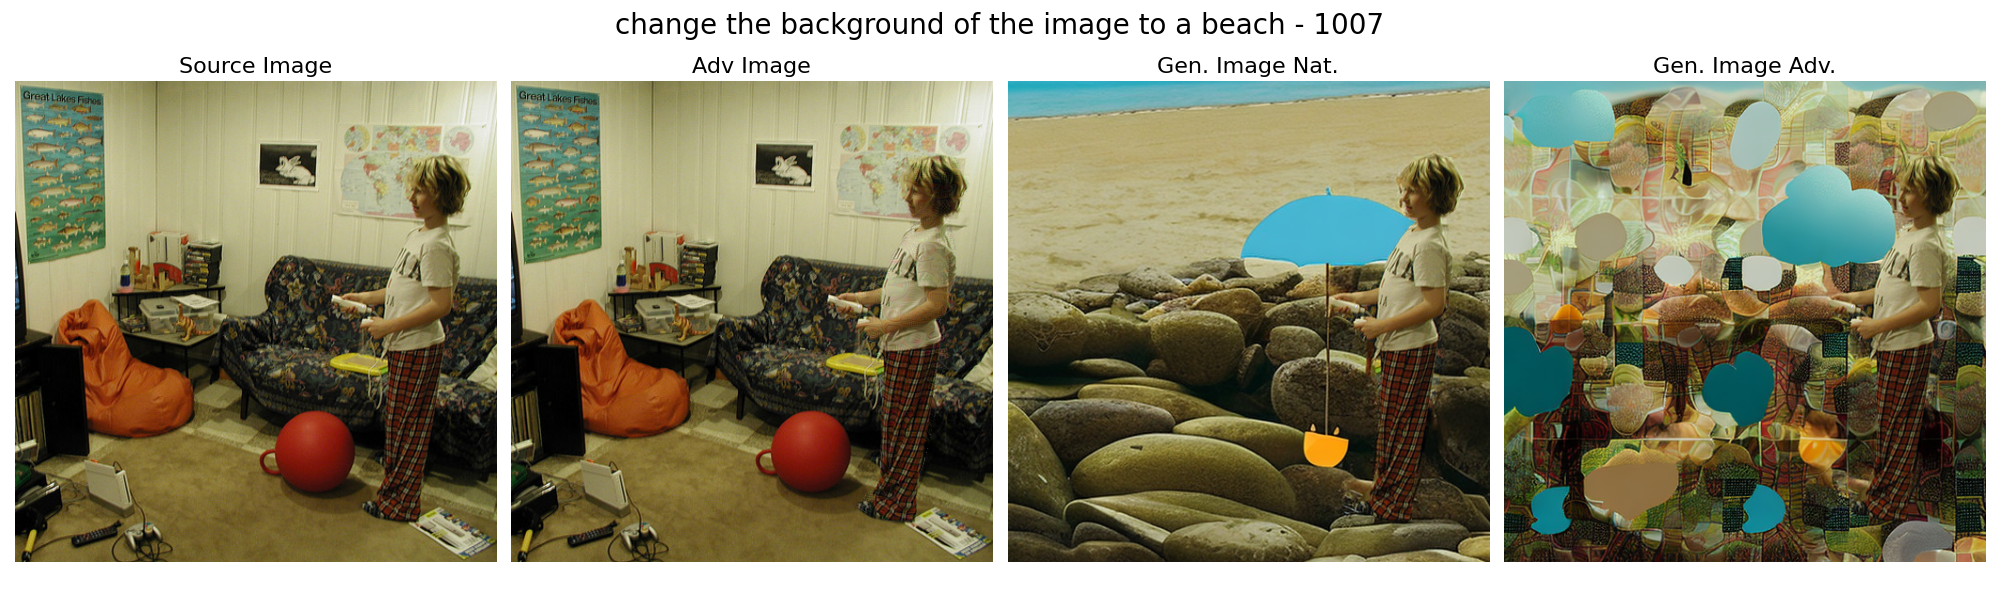 change the background of the image to a beach - 1007
Source Image
Adv Image
Gen. Image Nat.
Gen. Image Adv.
Great Lakes Fishes
Great Lakes Fishes